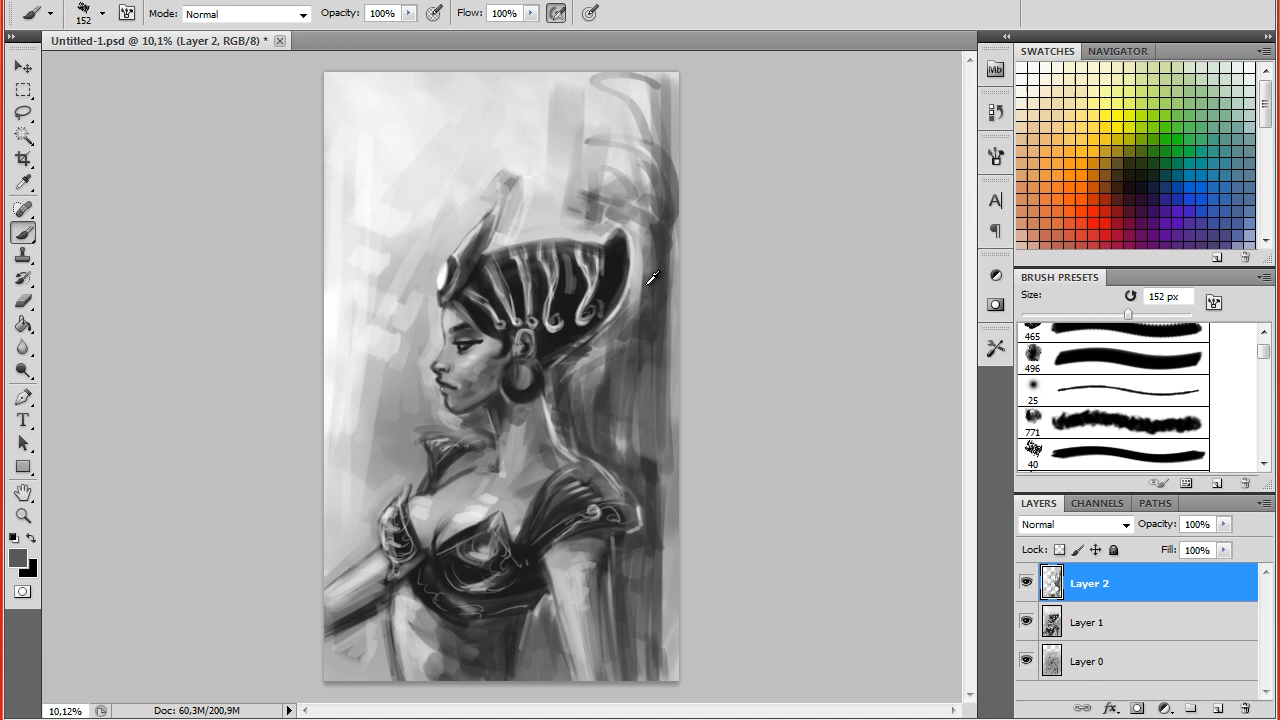 152
Mode:
Normal
Opacity:
100%
Flow:
100%
Untitled-1.psd @ 10,1% (Layer 2, RGB/8) *
SWATCHES
NAVIGATOR
Mb
A
T
BRUSH PRESETS
Size:
152 px
465
496
25
771
40
LAYERS
CHANNELS
PATHS
Normal
Opacity:
100%
Lock:
Fill:
100%
Layer 2
Layer 1
Layer 0
fx
10,12%
Doc: 60,3M/200,9M